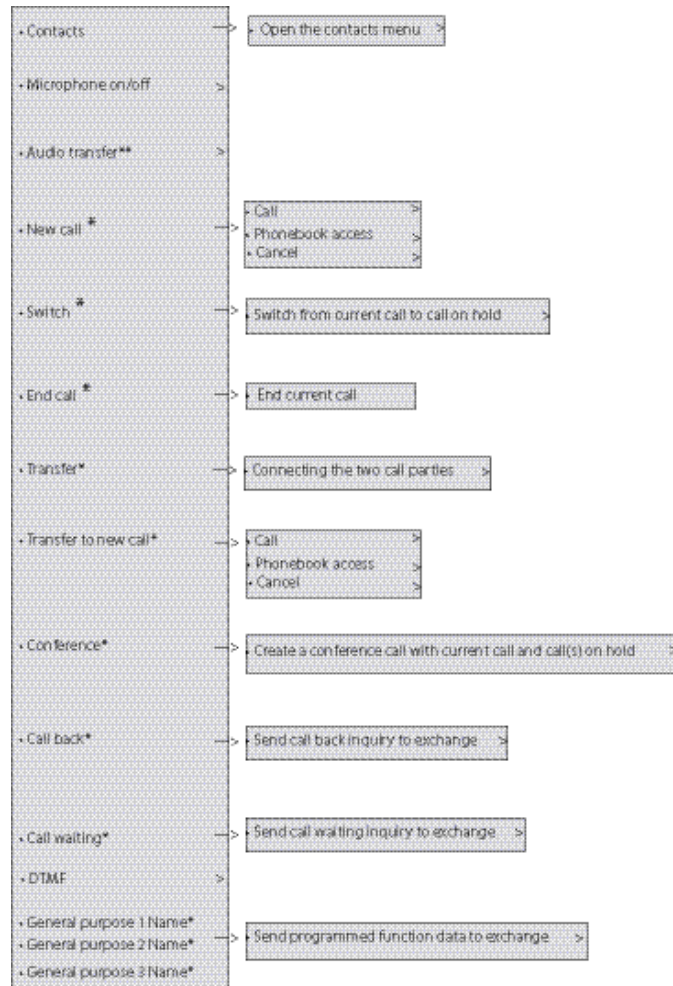 • Contacts > • Open the contacts menu >
• Microphone on/off >
• Audio transfer** >
• New call * > • Call >
• Phonebook access >
• Cancel >
• Switch * > • Switch from current call to call on hold >
• End call * > • End current call
• Transfer* > • Connecting the two call parties >
• Transfer to new call* > • Call >
• Phonebook access >
• Cancel >
• Conference* > • Create a conference call with current call and call(s) on hold >
• Call back* > • Send call back inquiry to exchange >
• Call waiting* > • Send call waiting inquiry to exchange >
• DTMF >
• General purpose 1 Name*
• General purpose 2 Name* > • Send programmed function data to exchange >
• General purpose 3 Name*